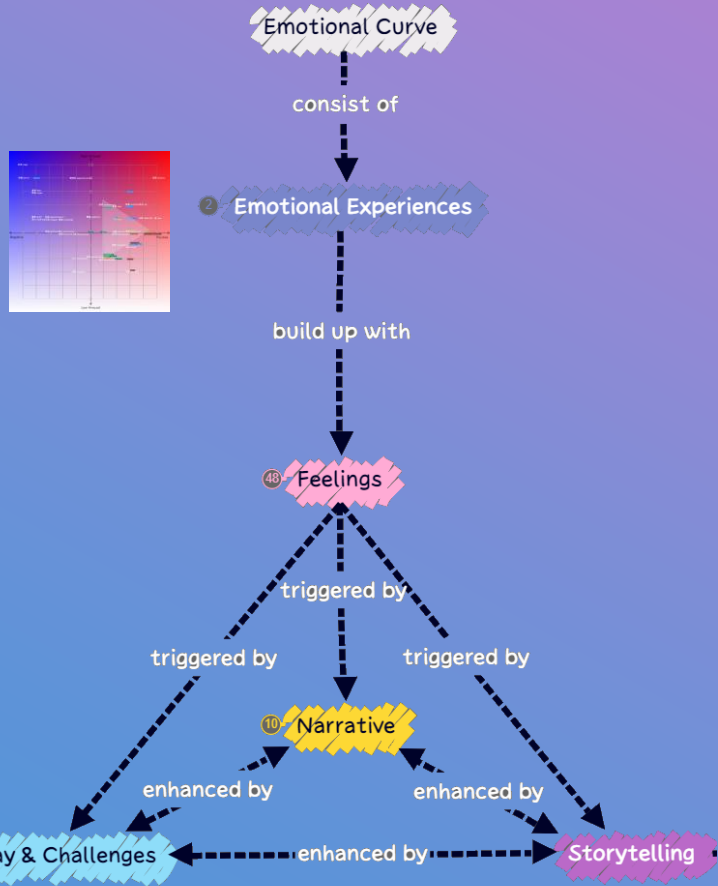 Emotional Curve
consist of
2 Emotional Experiences
build up with
48 Feelings
triggered by
triggered by
triggered by
10 Narrative
enhanced by
enhanced by
& Challenges
enhanced by
Storytelling